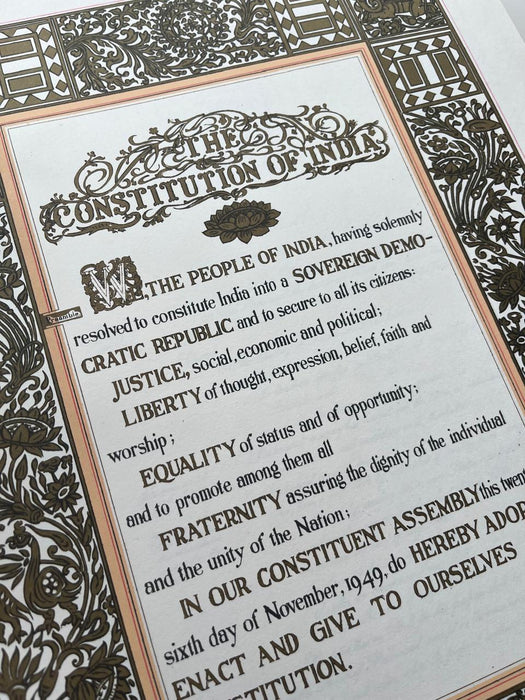 THE
CONSTITUTION OF INDIA
WE, THE PEOPLE OF INDIA, having solemnly
resolved to constitute India into a SOVEREIGN DEMO-
CRATIC REPUBLIC and to secure to all its citizens:
JUSTICE, social, economic and political;
LIBERTY of thought, expression, belief, faith and
worship;
EQUALITY of status and of opportunity;
and to promote among them all
FRATERNITY assuring the dignity of the individual
and the unity of the Nation;
IN OUR CONSTITUENT ASSEMBLY this twen
sixth day of November, 1949, do HEREBY ADOP
ENACT AND GIVE TO OURSELVES
STITUTION.